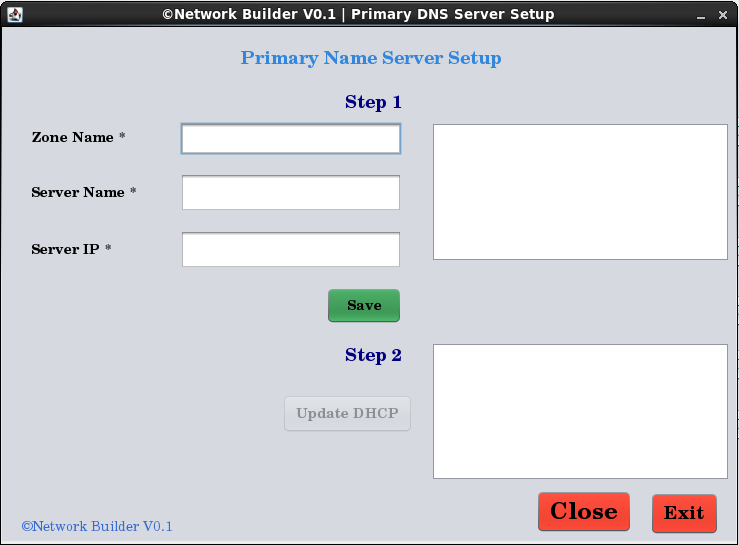 ©Network Builder V0.1 | Primary DNS Server Setup
Primary Name Server Setup
Step 1
Zone Name *
Server Name *
Server IP *
Save
Step 2
Update DHCP
Close
Exit
©Network Builder V0.1